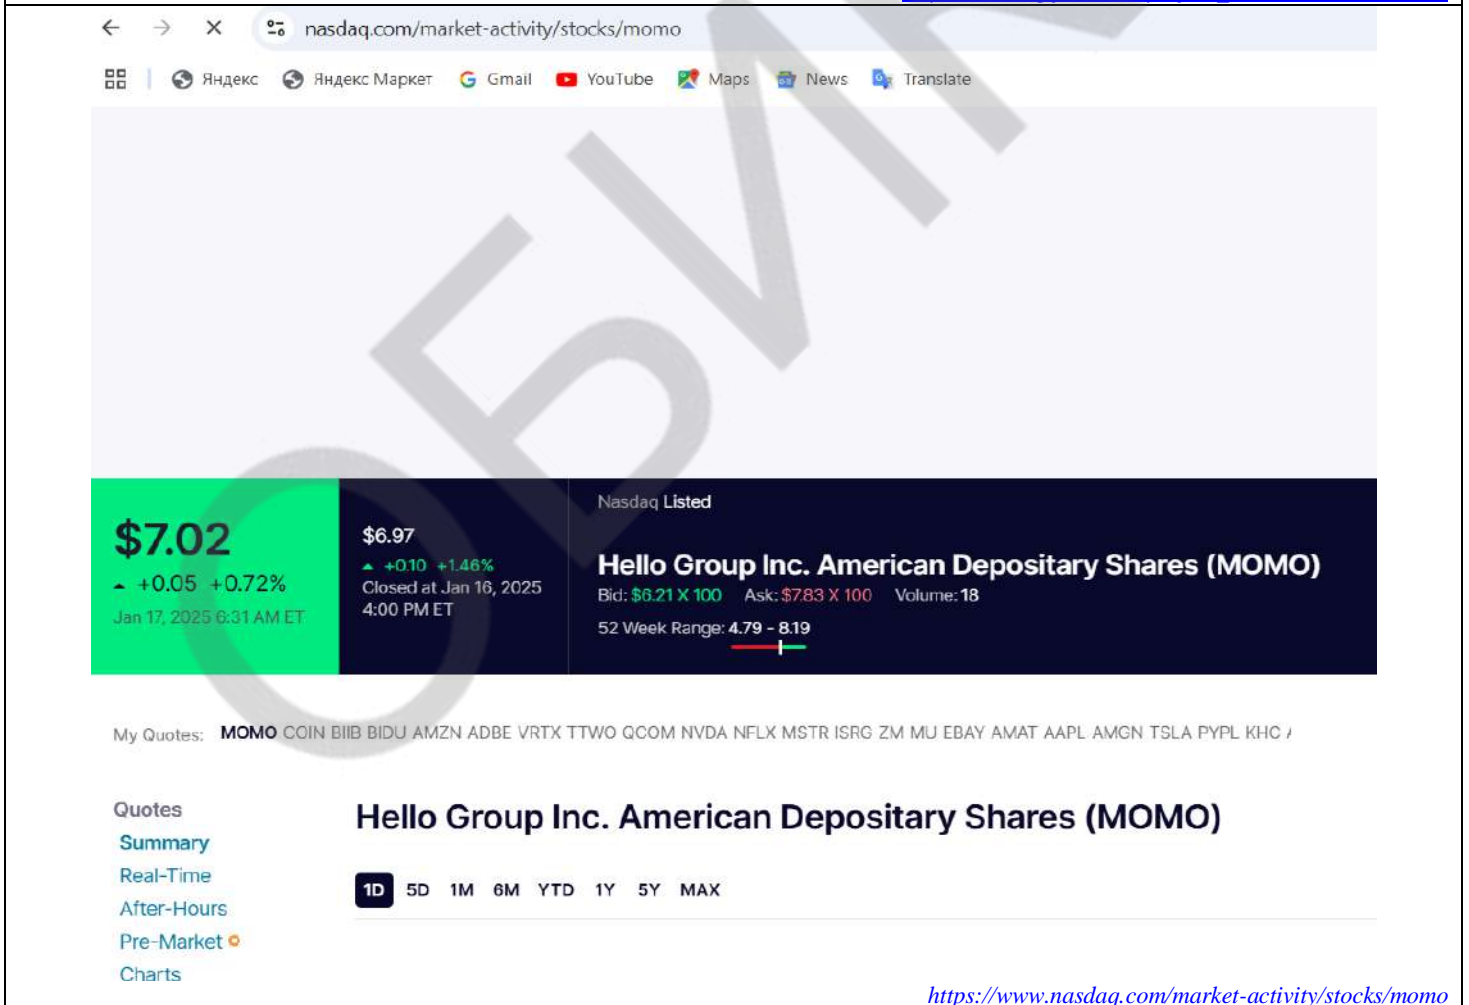 nasdaq.com/market-activity/stocks/momo
Яндекс Яндекс Маркет Gmail YouTube Maps News Translate
$7.02
+0.05 +0.72%
Jan 17, 2025 6:31 AM ET
$6.97
+0.10 +1.46%
Closed at Jan 16, 2025
4:00 PM ET
Nasdaq Listed
Hello Group Inc. American Depositary Shares (MOMO)
Bid: $6.21 X 100 Ask: $7.83 X 100 Volume: 18
52 Week Range: 4.79 - 8.19
My Quotes: MOMO COIN BIIB BIDU AMZN ADBE VRTX TTWO QCOM NVDA NFLX MSTR ISRG ZM MU EBAY AMAT AAPL AMGN TSLA PYPL KHC
Quotes
Summary
Real-Time
After-Hours
Pre-Market
Charts
Hello Group Inc. American Depositary Shares (MOMO)
1D 5D 1M 6M YTD 1Y 5Y MAX
https://www.nasdaq.com/market-activity/stocks/momo